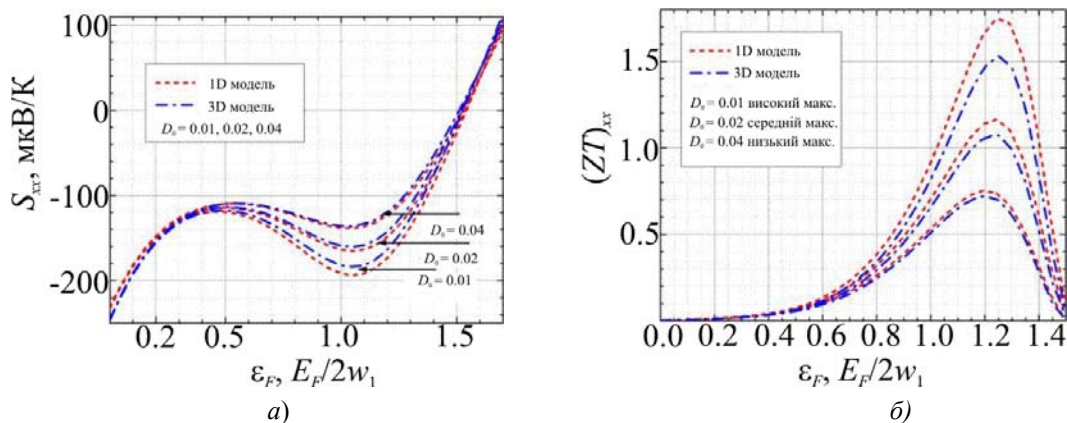 100
0
-100
-200
S_xx, мкВ/К
1D модель
3D модель
D_0 = 0.01, 0.02, 0.04
D_0 = 0.04
D_0 = 0.02
D_0 = 0.01
0.2 0.5 1.0 1.5
ε_F, E_F/2w_1
а)
1.5
1.0
0.5
(ZT)_xx
1D модель
3D модель
D_0 = 0.01 високий макс.
D_0 = 0.02 середній макс.
D_0 = 0.04 низький макс.
0.0 0.2 0.4 0.6 0.8 1.0 1.2 1.4
ε_F, E_F/2w_1
б)